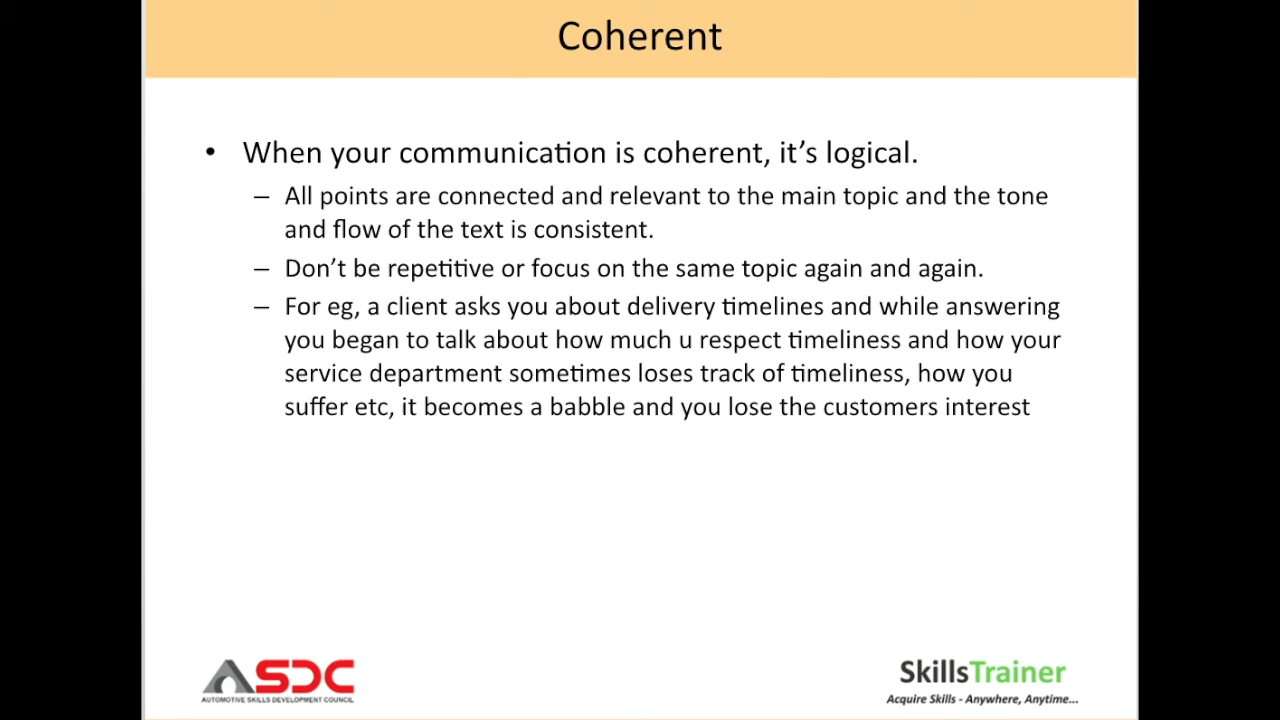 Coherent
• When your communication is coherent, it's logical.
– All points are connected and relevant to the main topic and the tone
and flow of the text is consistent.
– Don't be repetitive or focus on the same topic again and again.
– For eg, a client asks you about delivery timelines and while answering
you began to talk about how much u respect timeliness and how your
service department sometimes loses track of timeliness, how you
suffer etc, it becomes a babble and you lose the customers interest
ASDC
AUTOMOTIVE SKILLS DEVELOPMENT COUNCIL
SkillsTrainer
Acquire Skills - Anywhere, Anytime...